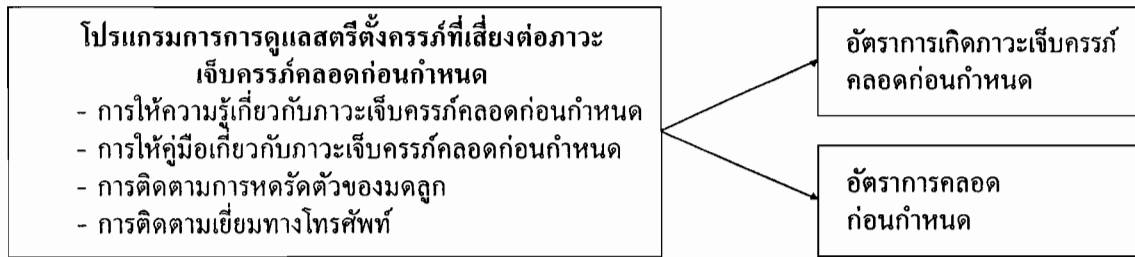 โปรแกรมการการดูแลสตรีตั้งครรภ์ที่เสี่ยงต่อภาวะ
เจ็บครรภ์คลอดก่อนกำหนด
- การให้ความรู้เกี่ยวกับภาวะเจ็บครรภ์คลอดก่อนกำหนด
- การให้คู่มือเกี่ยวกับภาวะเจ็บครรภ์คลอดก่อนกำหนด
- การติดตามการหดรัดตัวของมดลูก
- การติดตามเยี่ยมทางโทรศัพท์
อัตราการเกิดภาวะเจ็บครรภ์
คลอดก่อนกำหนด
อัตราการคลอด
ก่อนกำหนด